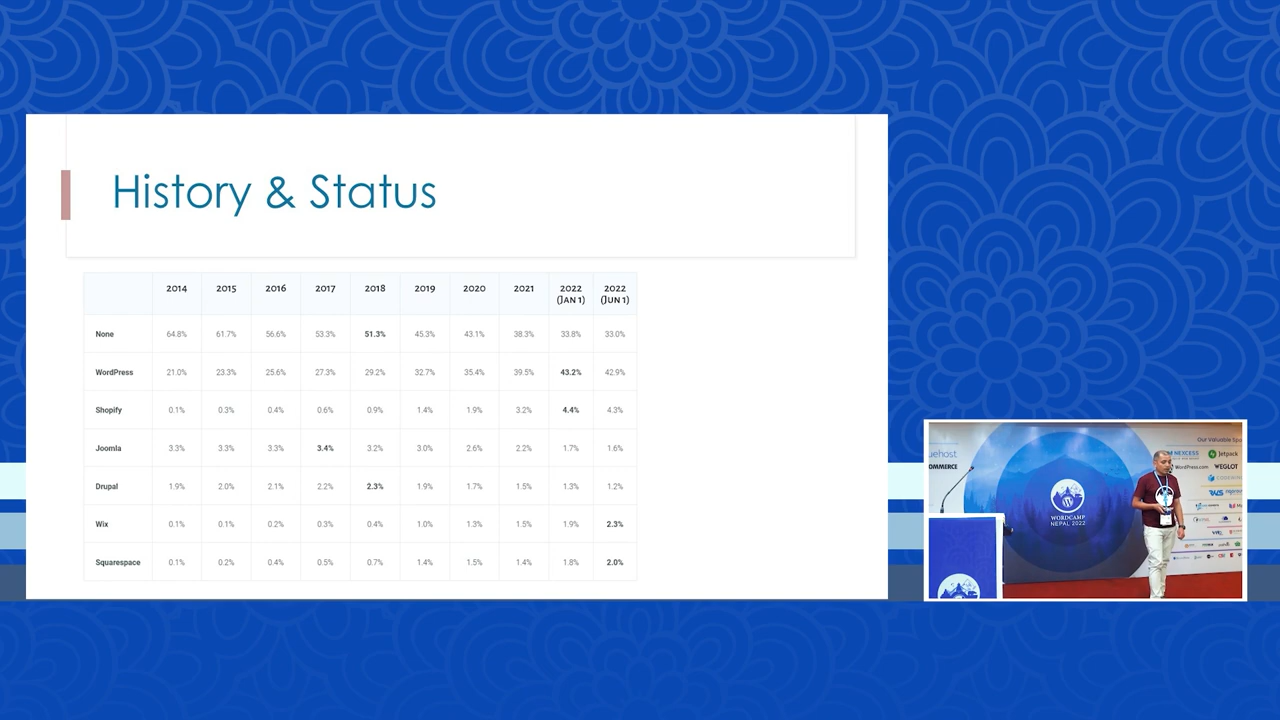 History & Status
2014 2015 2016 2017 2018 2019 2020 2021 2022 (JAN 1) 2022 (JUN 1)
None 64.8% 61.7% 56.6% 53.3% 51.3% 45.3% 43.1% 38.3% 33.8% 33.0%
WordPress 21.0% 23.3% 25.6% 27.3% 29.2% 32.7% 35.4% 39.5% 43.2% 42.9%
Shopify 0.1% 0.3% 0.4% 0.6% 0.9% 1.4% 1.9% 3.2% 4.4% 4.3%
Joomla 3.3% 3.3% 3.3% 3.4% 3.2% 3.0% 2.6% 2.2% 1.7% 1.6%
Drupal 1.9% 2.0% 2.1% 2.2% 2.3% 1.9% 1.7% 1.5% 1.3% 1.2%
Wix 0.1% 0.1% 0.2% 0.3% 0.4% 1.0% 1.3% 1.5% 1.9% 2.3%
Squarespace 0.1% 0.2% 0.4% 0.5% 0.7% 1.4% 1.5% 1.4% 1.8% 2.0%
Our Valuable Spo
uehost
NEXCESS
Jetpack
OMMERCE
WordPress.com
WEGLOT
WORDCAMP
NEPAL 2022